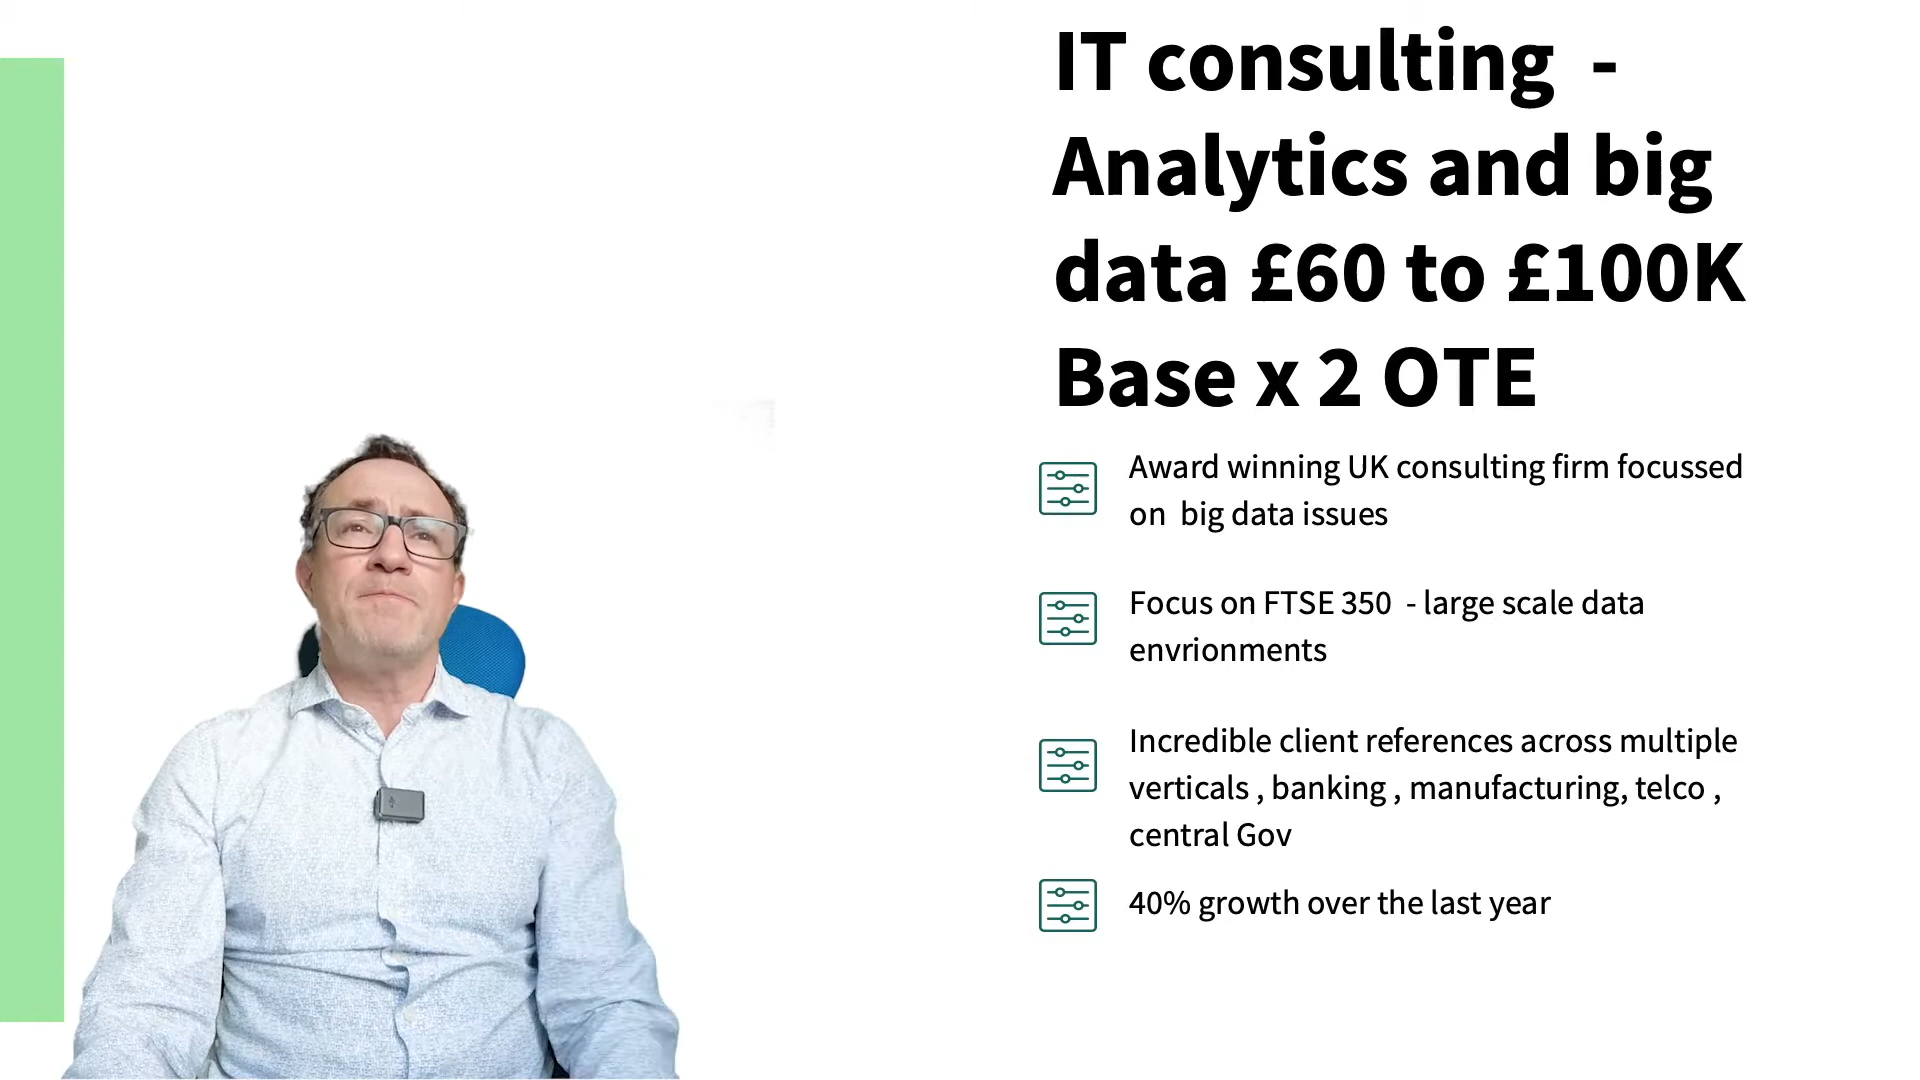 IT consulting  -
Analytics and big
data £60 to £100K
Base x 2 OTE
Award winning UK consulting firm focussed
on  big data issues
Focus on FTSE 350  - large scale data
envrionments
Incredible client references across multiple
verticals , banking , manufacturing, telco ,
central Gov
40% growth over the last year